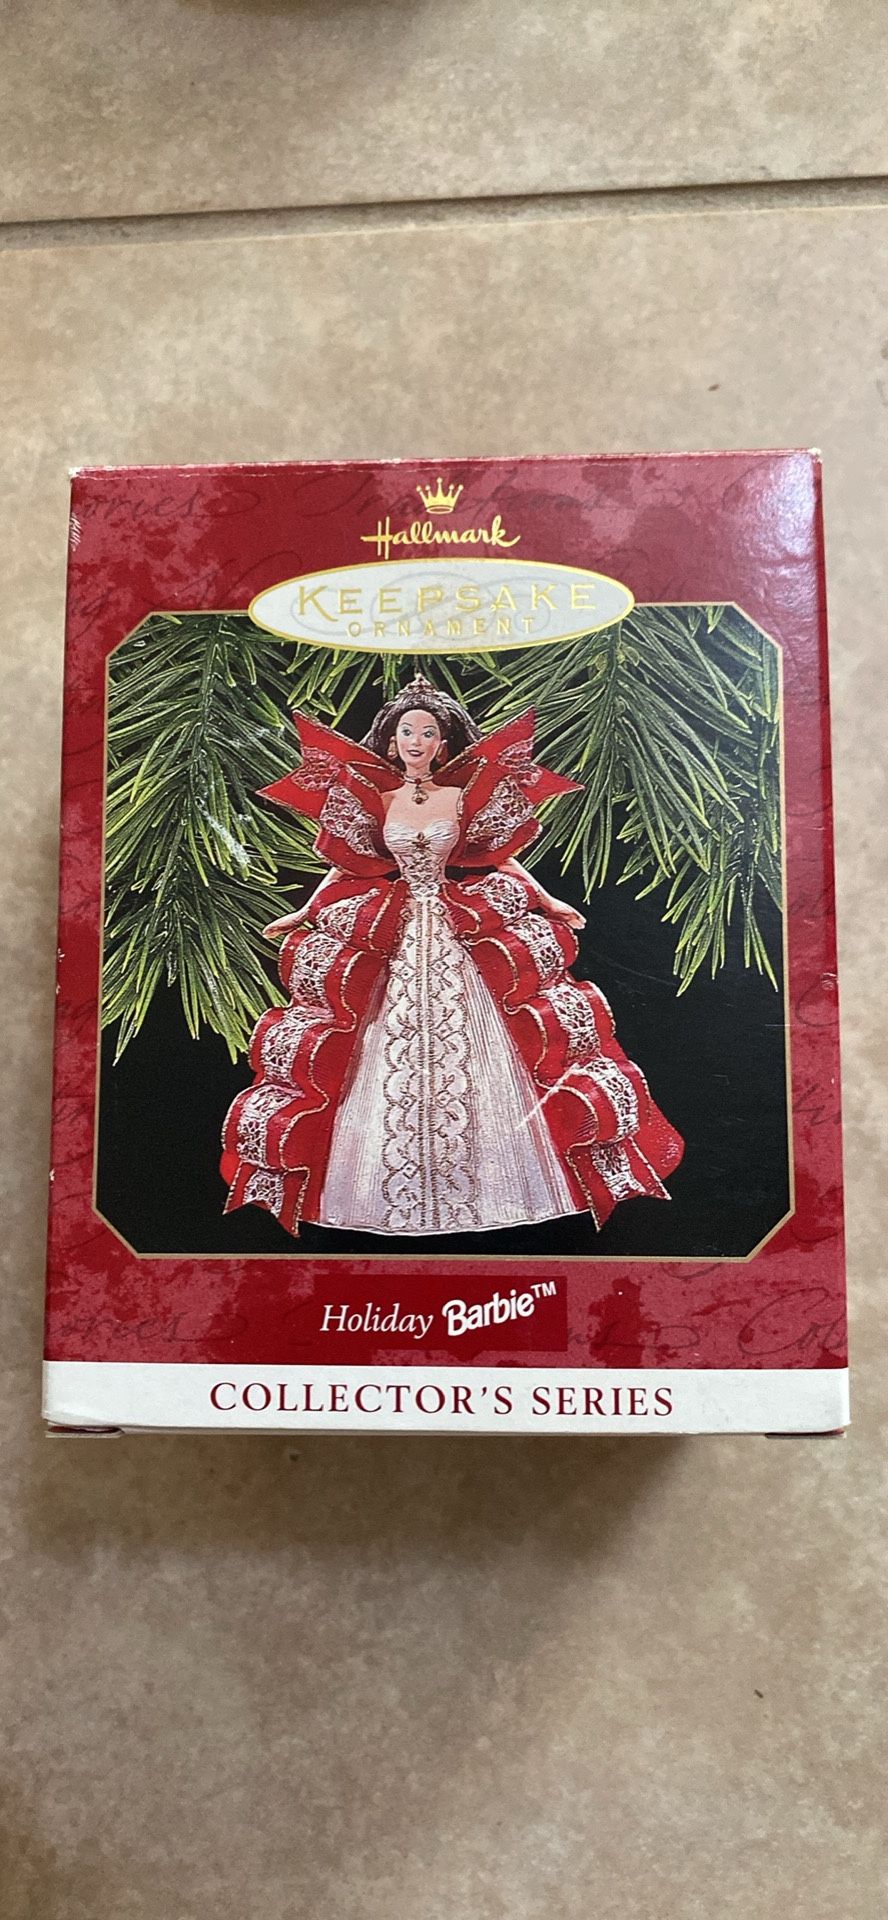 Hallmark
KEEPSAKE
ORNAMENT
Holiday Barbie™
COLLECTOR'S SERIES